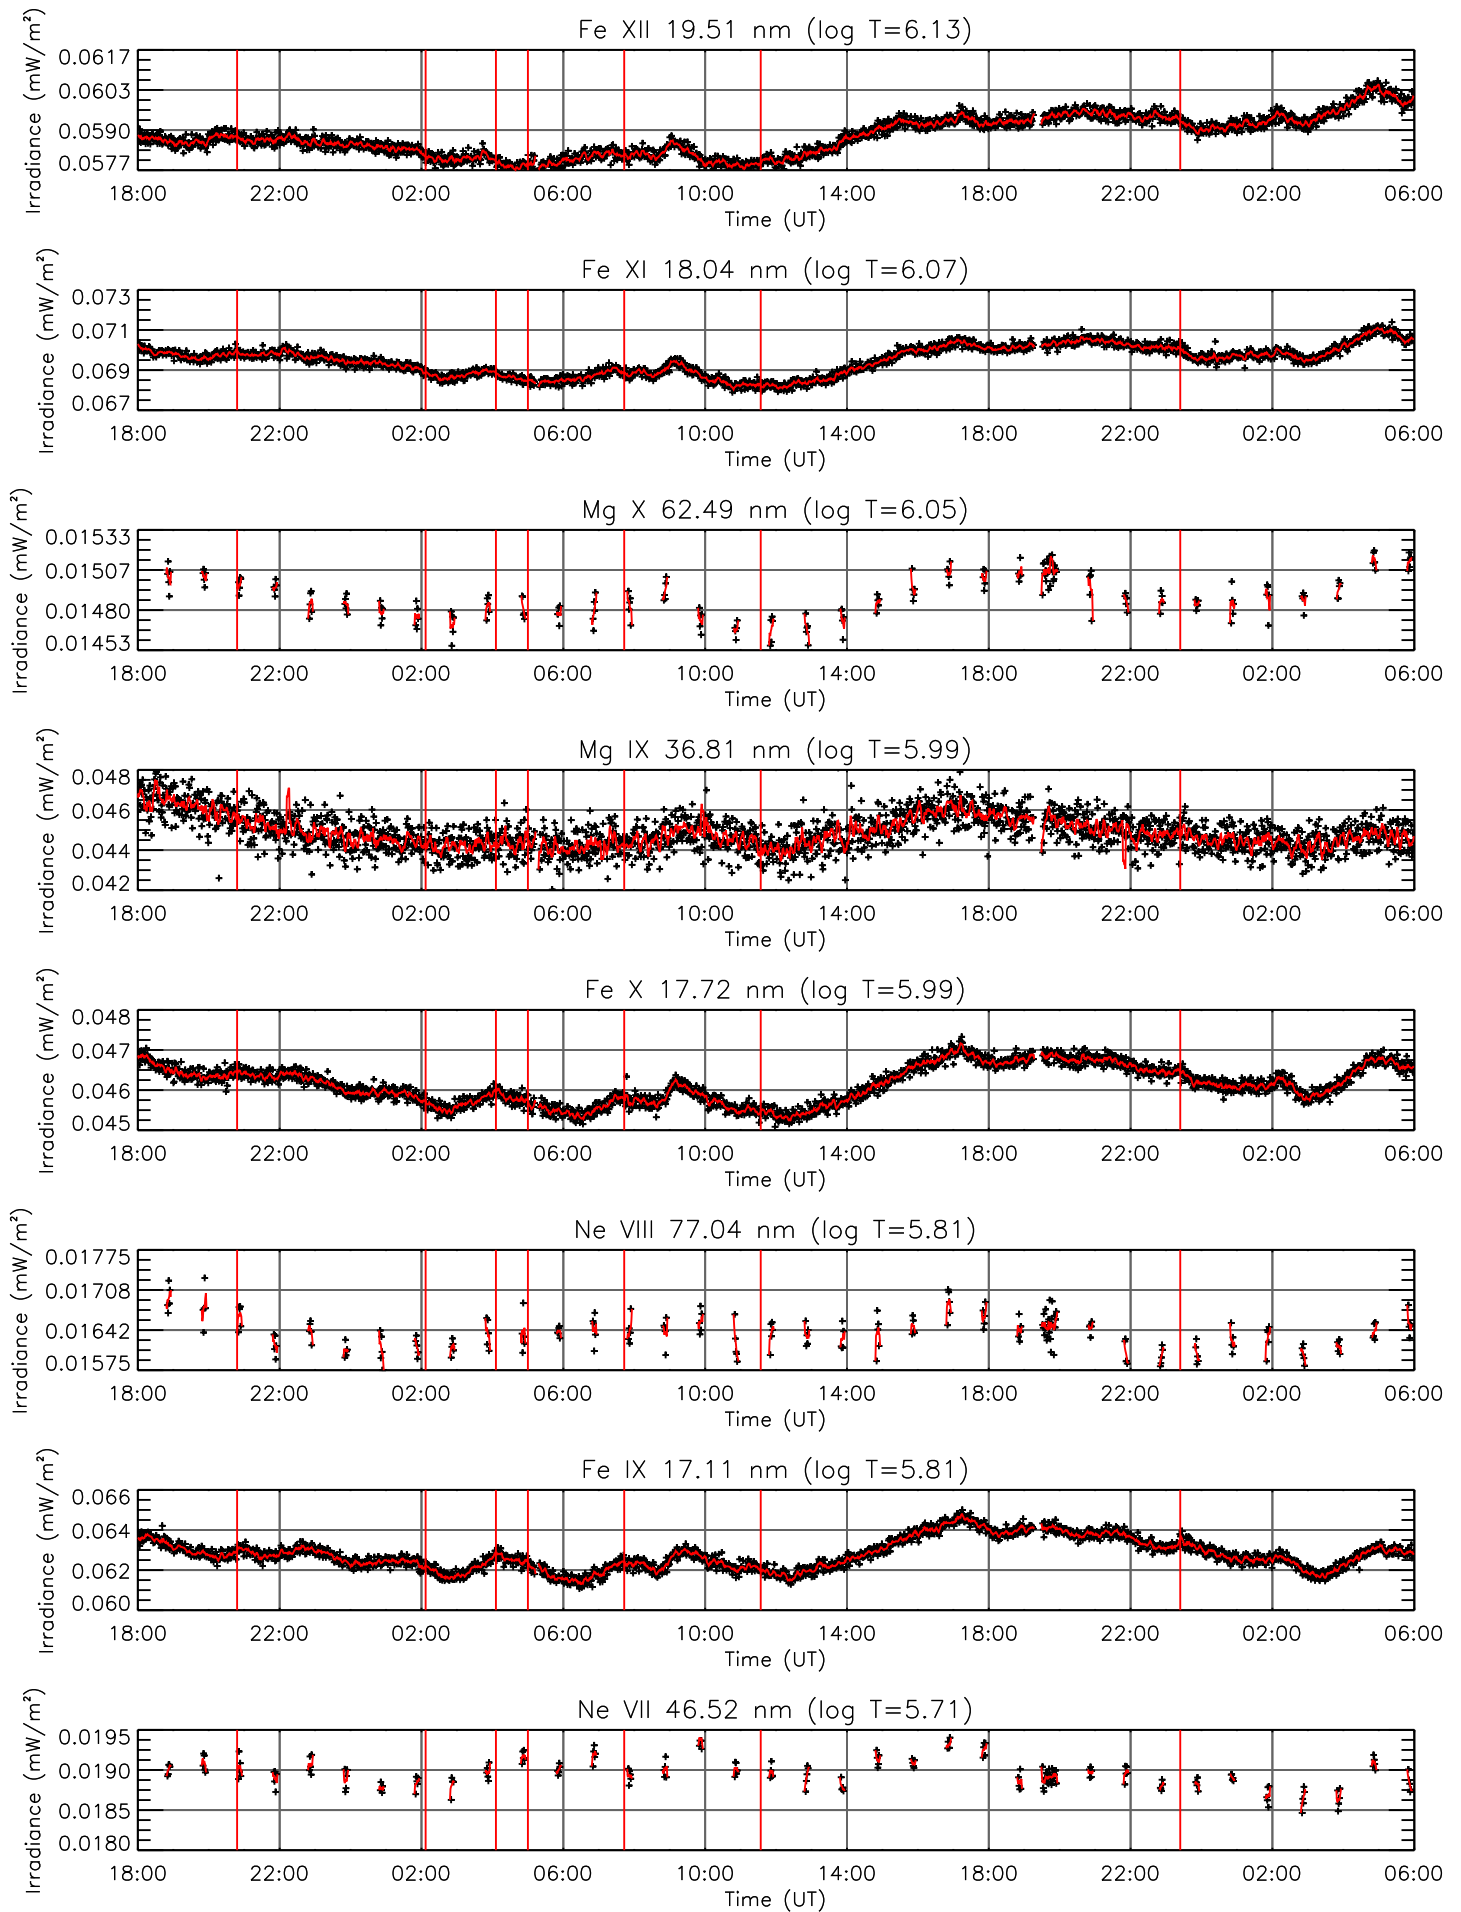 Fe XII 19.51 nm (log T=6.13)
Irradiance (mW/m²)
0.0617
0.0603
0.0590
0.0577
18:00 22:00 02:00 06:00 10:00 14:00 18:00 22:00 02:00 06:00
Time (UT)
Fe XI 18.04 nm (log T=6.07)
Irradiance (mW/m²)
0.073
0.071
0.069
0.067
18:00 22:00 02:00 06:00 10:00 14:00 18:00 22:00 02:00 06:00
Time (UT)
Mg X 62.49 nm (log T=6.05)
Irradiance (mW/m²)
0.01533
0.01507
0.01480
0.01453
18:00 22:00 02:00 06:00 10:00 14:00 18:00 22:00 02:00 06:00
Time (UT)
Mg IX 36.81 nm (log T=5.99)
Irradiance (mW/m²)
0.048
0.046
0.044
0.042
18:00 22:00 02:00 06:00 10:00 14:00 18:00 22:00 02:00 06:00
Time (UT)
Fe X 17.72 nm (log T=5.99)
Irradiance (mW/m²)
0.048
0.047
0.046
0.045
18:00 22:00 02:00 06:00 10:00 14:00 18:00 22:00 02:00 06:00
Time (UT)
Ne VIII 77.04 nm (log T=5.81)
Irradiance (mW/m²)
0.01775
0.01708
0.01642
0.01575
18:00 22:00 02:00 06:00 10:00 14:00 18:00 22:00 02:00 06:00
Time (UT)
Fe IX 17.11 nm (log T=5.81)
Irradiance (mW/m²)
0.066
0.064
0.062
0.060
18:00 22:00 02:00 06:00 10:00 14:00 18:00 22:00 02:00 06:00
Time (UT)
Ne VII 46.52 nm (log T=5.71)
Irradiance (mW/m²)
0.0195
0.0190
0.0185
0.0180
18:00 22:00 02:00 06:00 10:00 14:00 18:00 22:00 02:00 06:00
Time (UT)